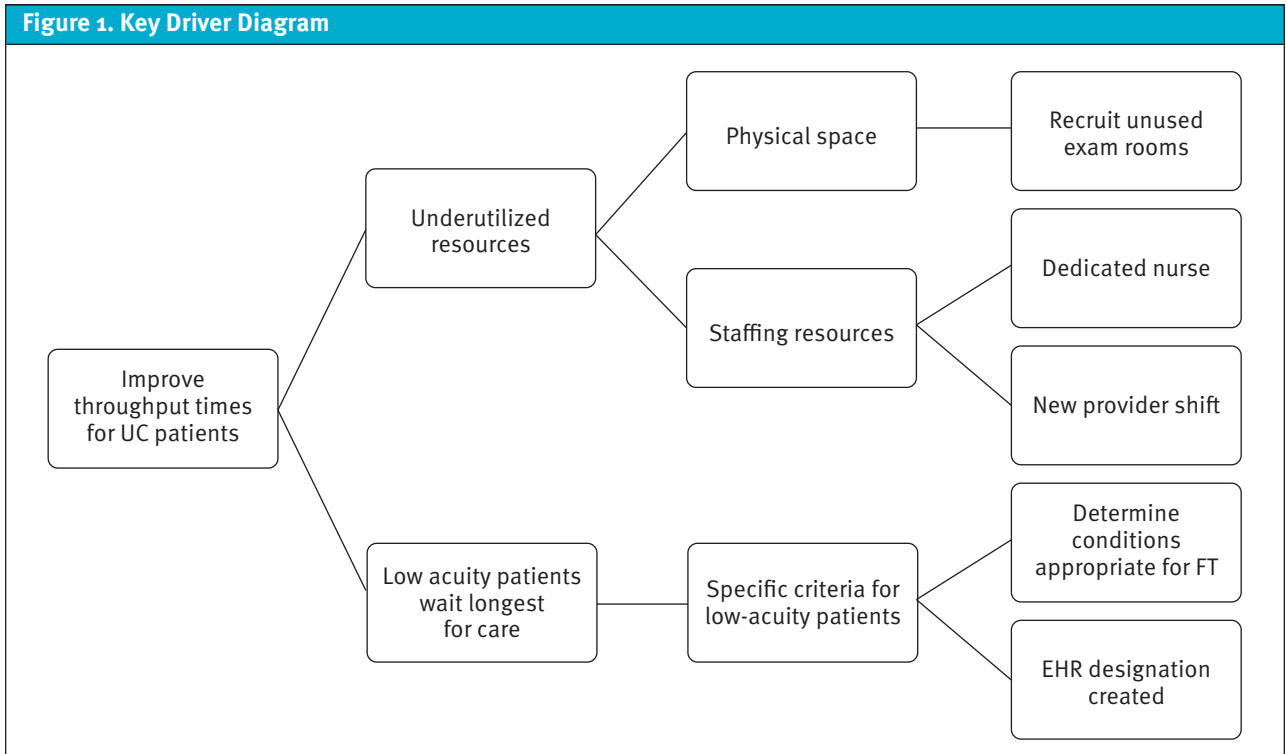 Figure 1. Key Driver Diagram
Improve
throughput times
for UC patients
Underutilized
resources
Low acuity patients
wait longest
for care
Physical space
Staffing resources
Specific criteria for
low-acuity patients
Recruit unused
exam rooms
Dedicated nurse
New provider shift
Determine
conditions
appropriate for FT
EHR designation
created